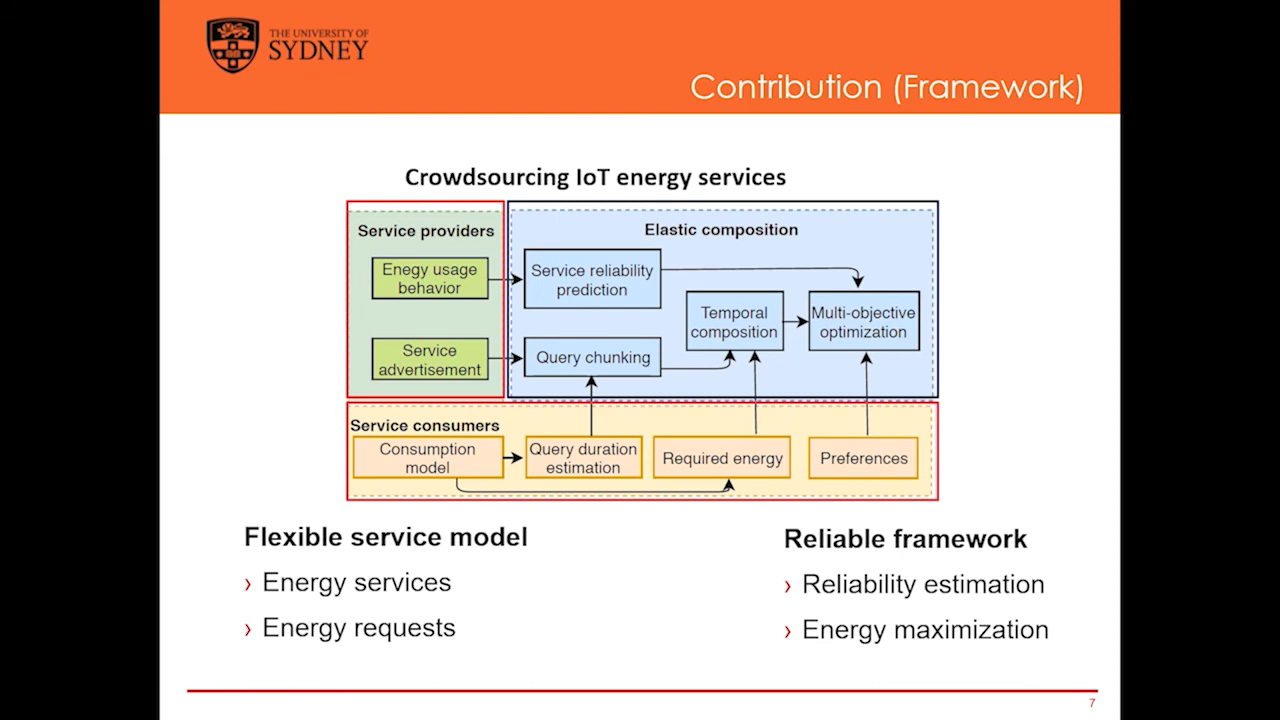 THE UNIVERSITY OF
SYDNEY
Contribution (Framework)
Crowdsourcing IoT energy services
Service providers
Enegy usage
behavior
Service
advertisement
Elastic composition
Service reliability
prediction
Query chunking
Temporal
composition
Multi-objective
optimization
Service consumers
Consumption
model
Query duration
estimation
Required energy
Preferences
Flexible service model
› Energy services
› Energy requests
Reliable framework
› Reliability estimation
› Energy maximization
7